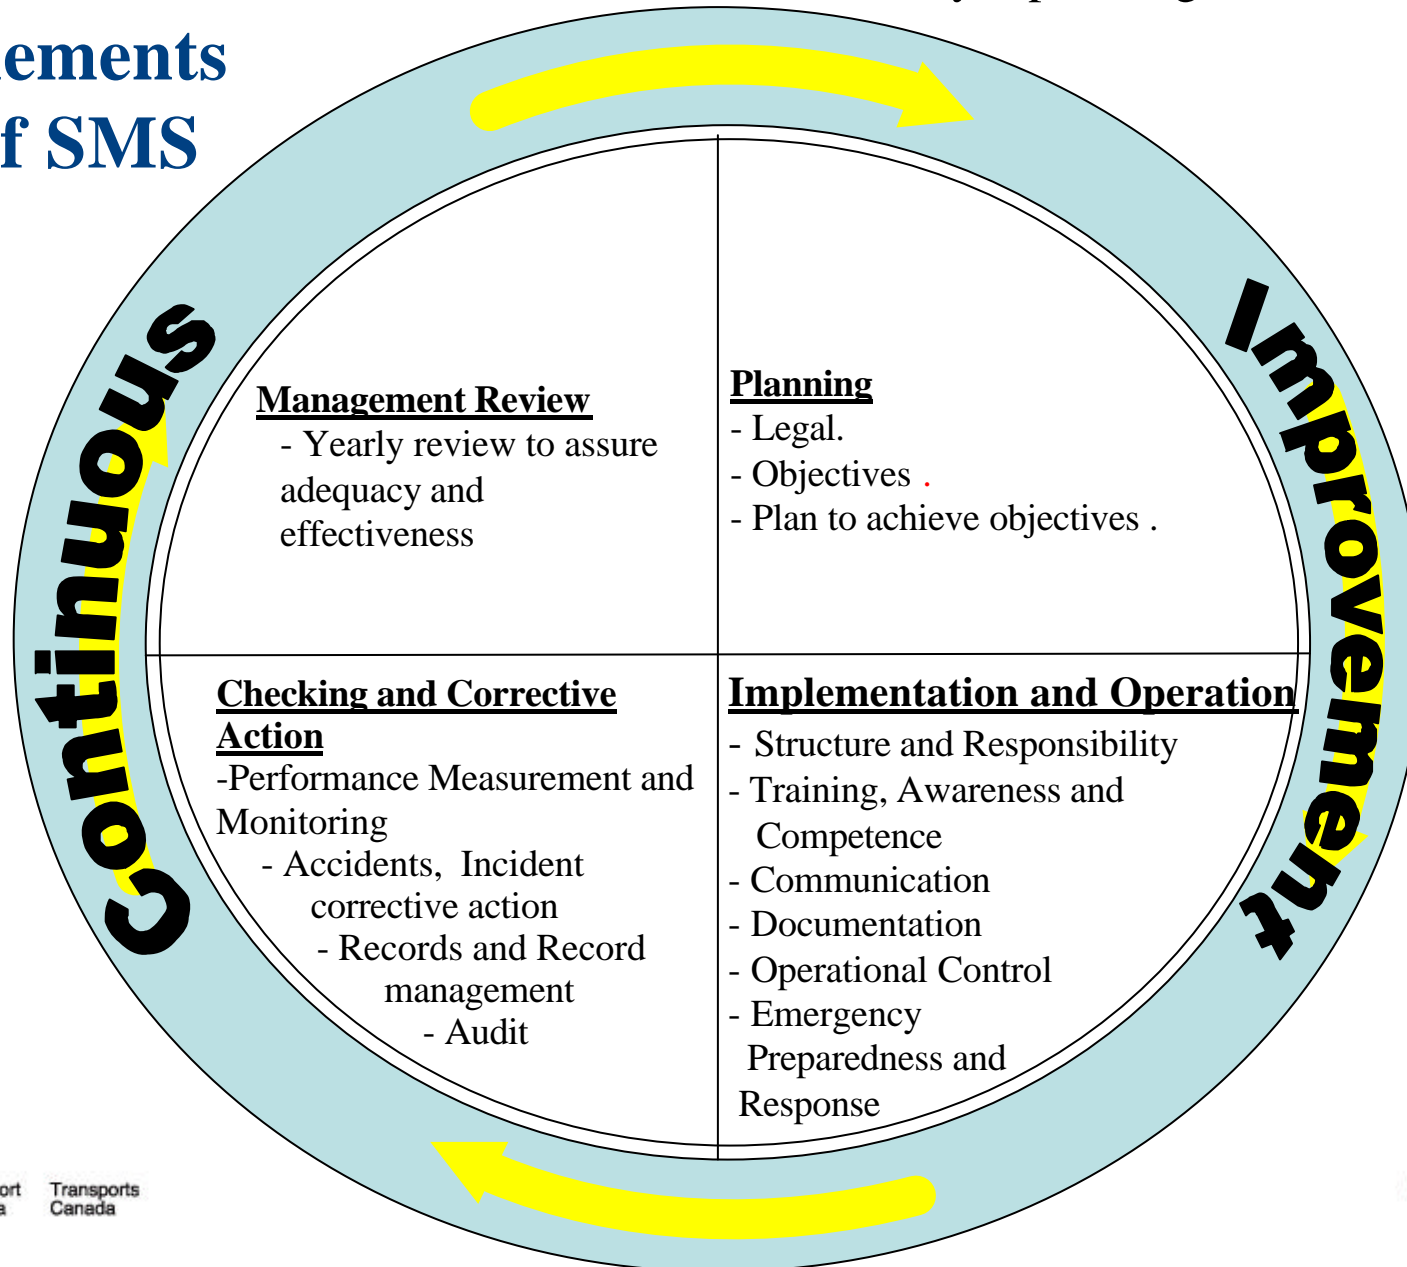 of SMS
Continuous
Improvement
Management Review
- Yearly review to assure
adequacy and
effectiveness
Planning
- Legal.
- Objectives .
- Plan to achieve objectives .
Checking and Corrective
Action
-Performance Measurement and
Monitoring
- Accidents, Incident
corrective action
- Records and Record
management
- Audit
Implementation and Operation
- Structure and Responsibility
- Training, Awareness and
Competence
- Communication
- Documentation
- Operational Control
- Emergency
Preparedness and
Response
Transports
Canada